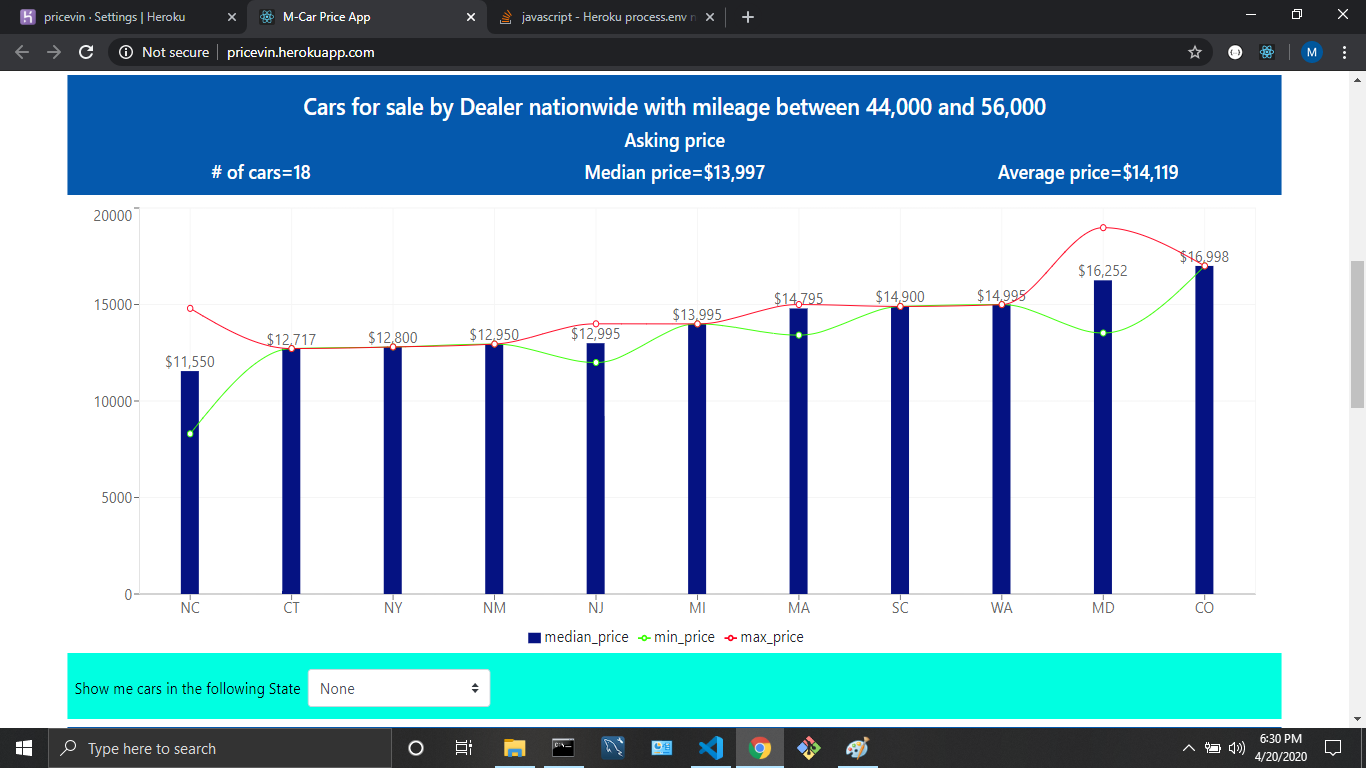 pricevin · Settings | Heroku
M-Car Price App
javascript - Heroku process.env
Not secure
pricevin.herokuapp.com
M
Cars for sale by Dealer nationwide with mileage between 44,000 and 56,000
Asking price
# of cars=18 Median price=$13,997 Average price=$14,119
20000
15000
10000
5000
0
$11,550 $12,717 $12,800 $12,950 $12,995 $13,995 $14,795 $14,900 $14,995 $16,252 $16,998
NC CT NY NM NJ MI MA SC WA MD CO
median_price min_price max_price
Show me cars in the following State None
Type here to search
6:30 PM
4/20/2020